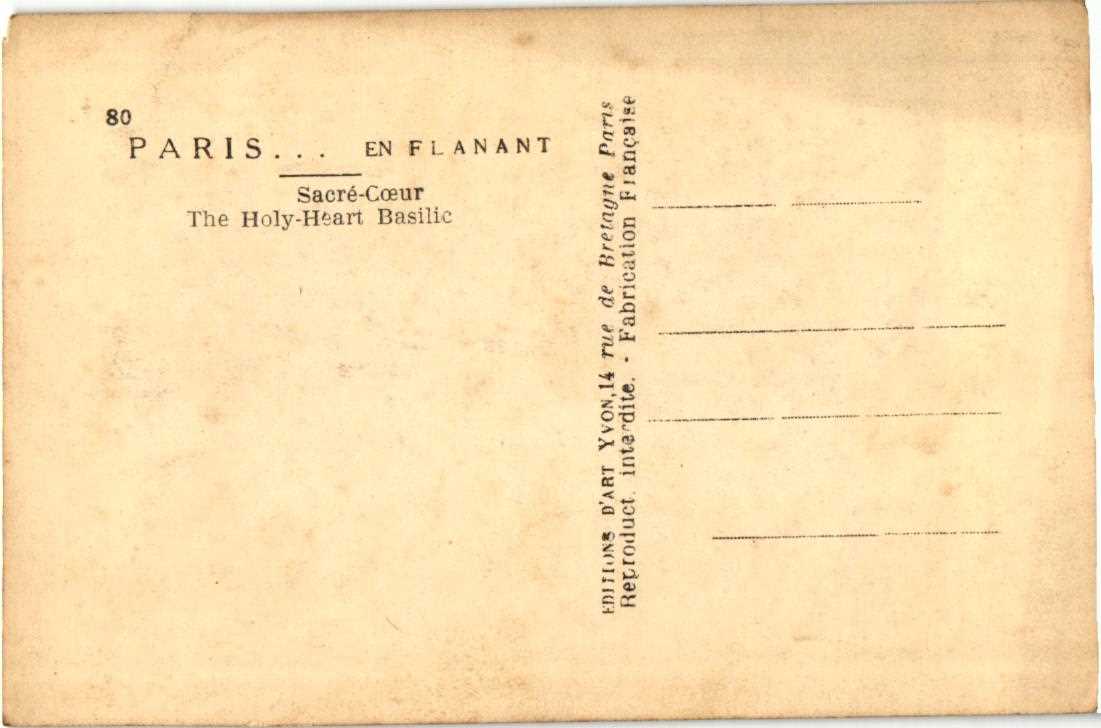 80
PARIS... EN FLANANT
Sacré-Cœur
The Holy-Heart Basilic
EDITIONS D'ART YVON, 14 rue de Bretagne Paris
Reproduct. interdite. - Fabrication Française